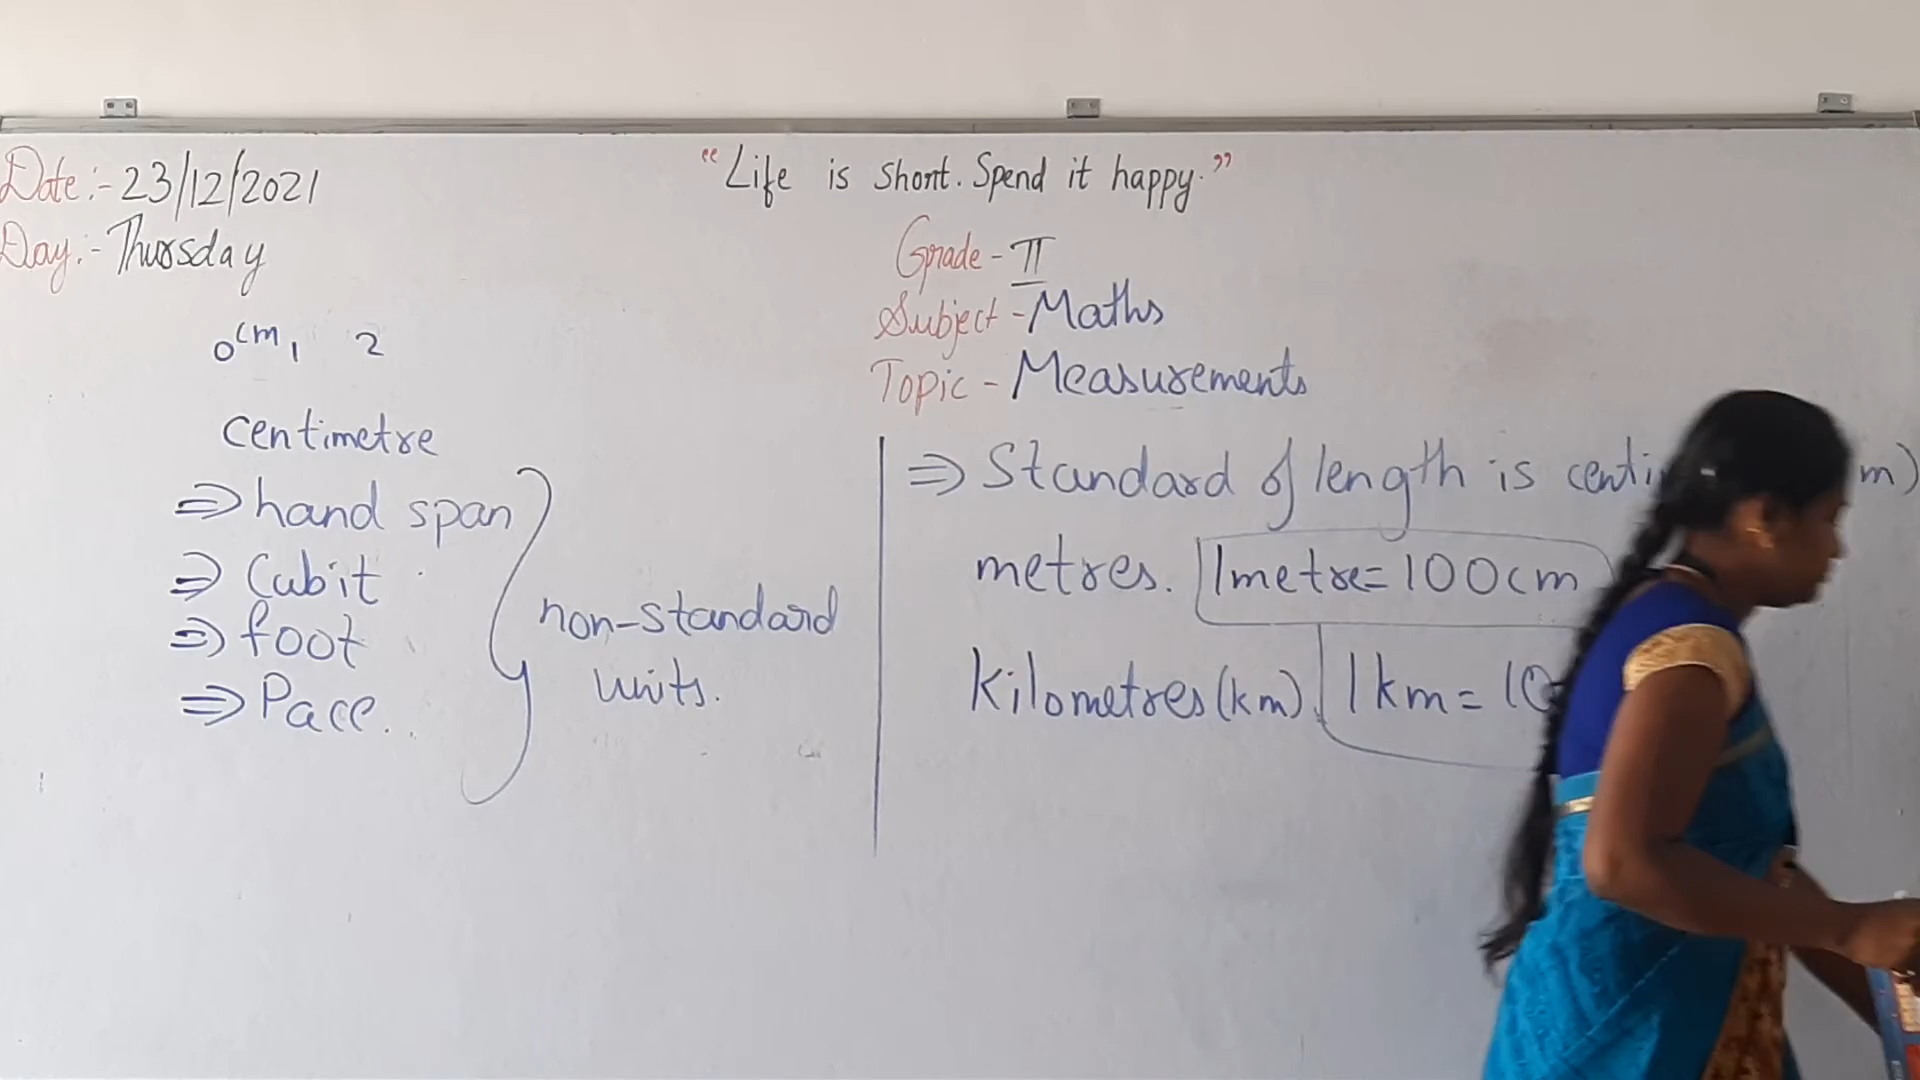 Date:- 23/12/2021
Day:- Thursday
"Life is short. Spend it happy."
Grade - II
Subject - Maths
Topic - Measurements
0cm 1 2
centimetre
⇒ hand span
⇒ Cubit
⇒ foot
⇒ Pace.
non-standard
units.
⇒ Standard of length is centi m)
metres. 1metre=100cm
kilometres(km). 1km= 10